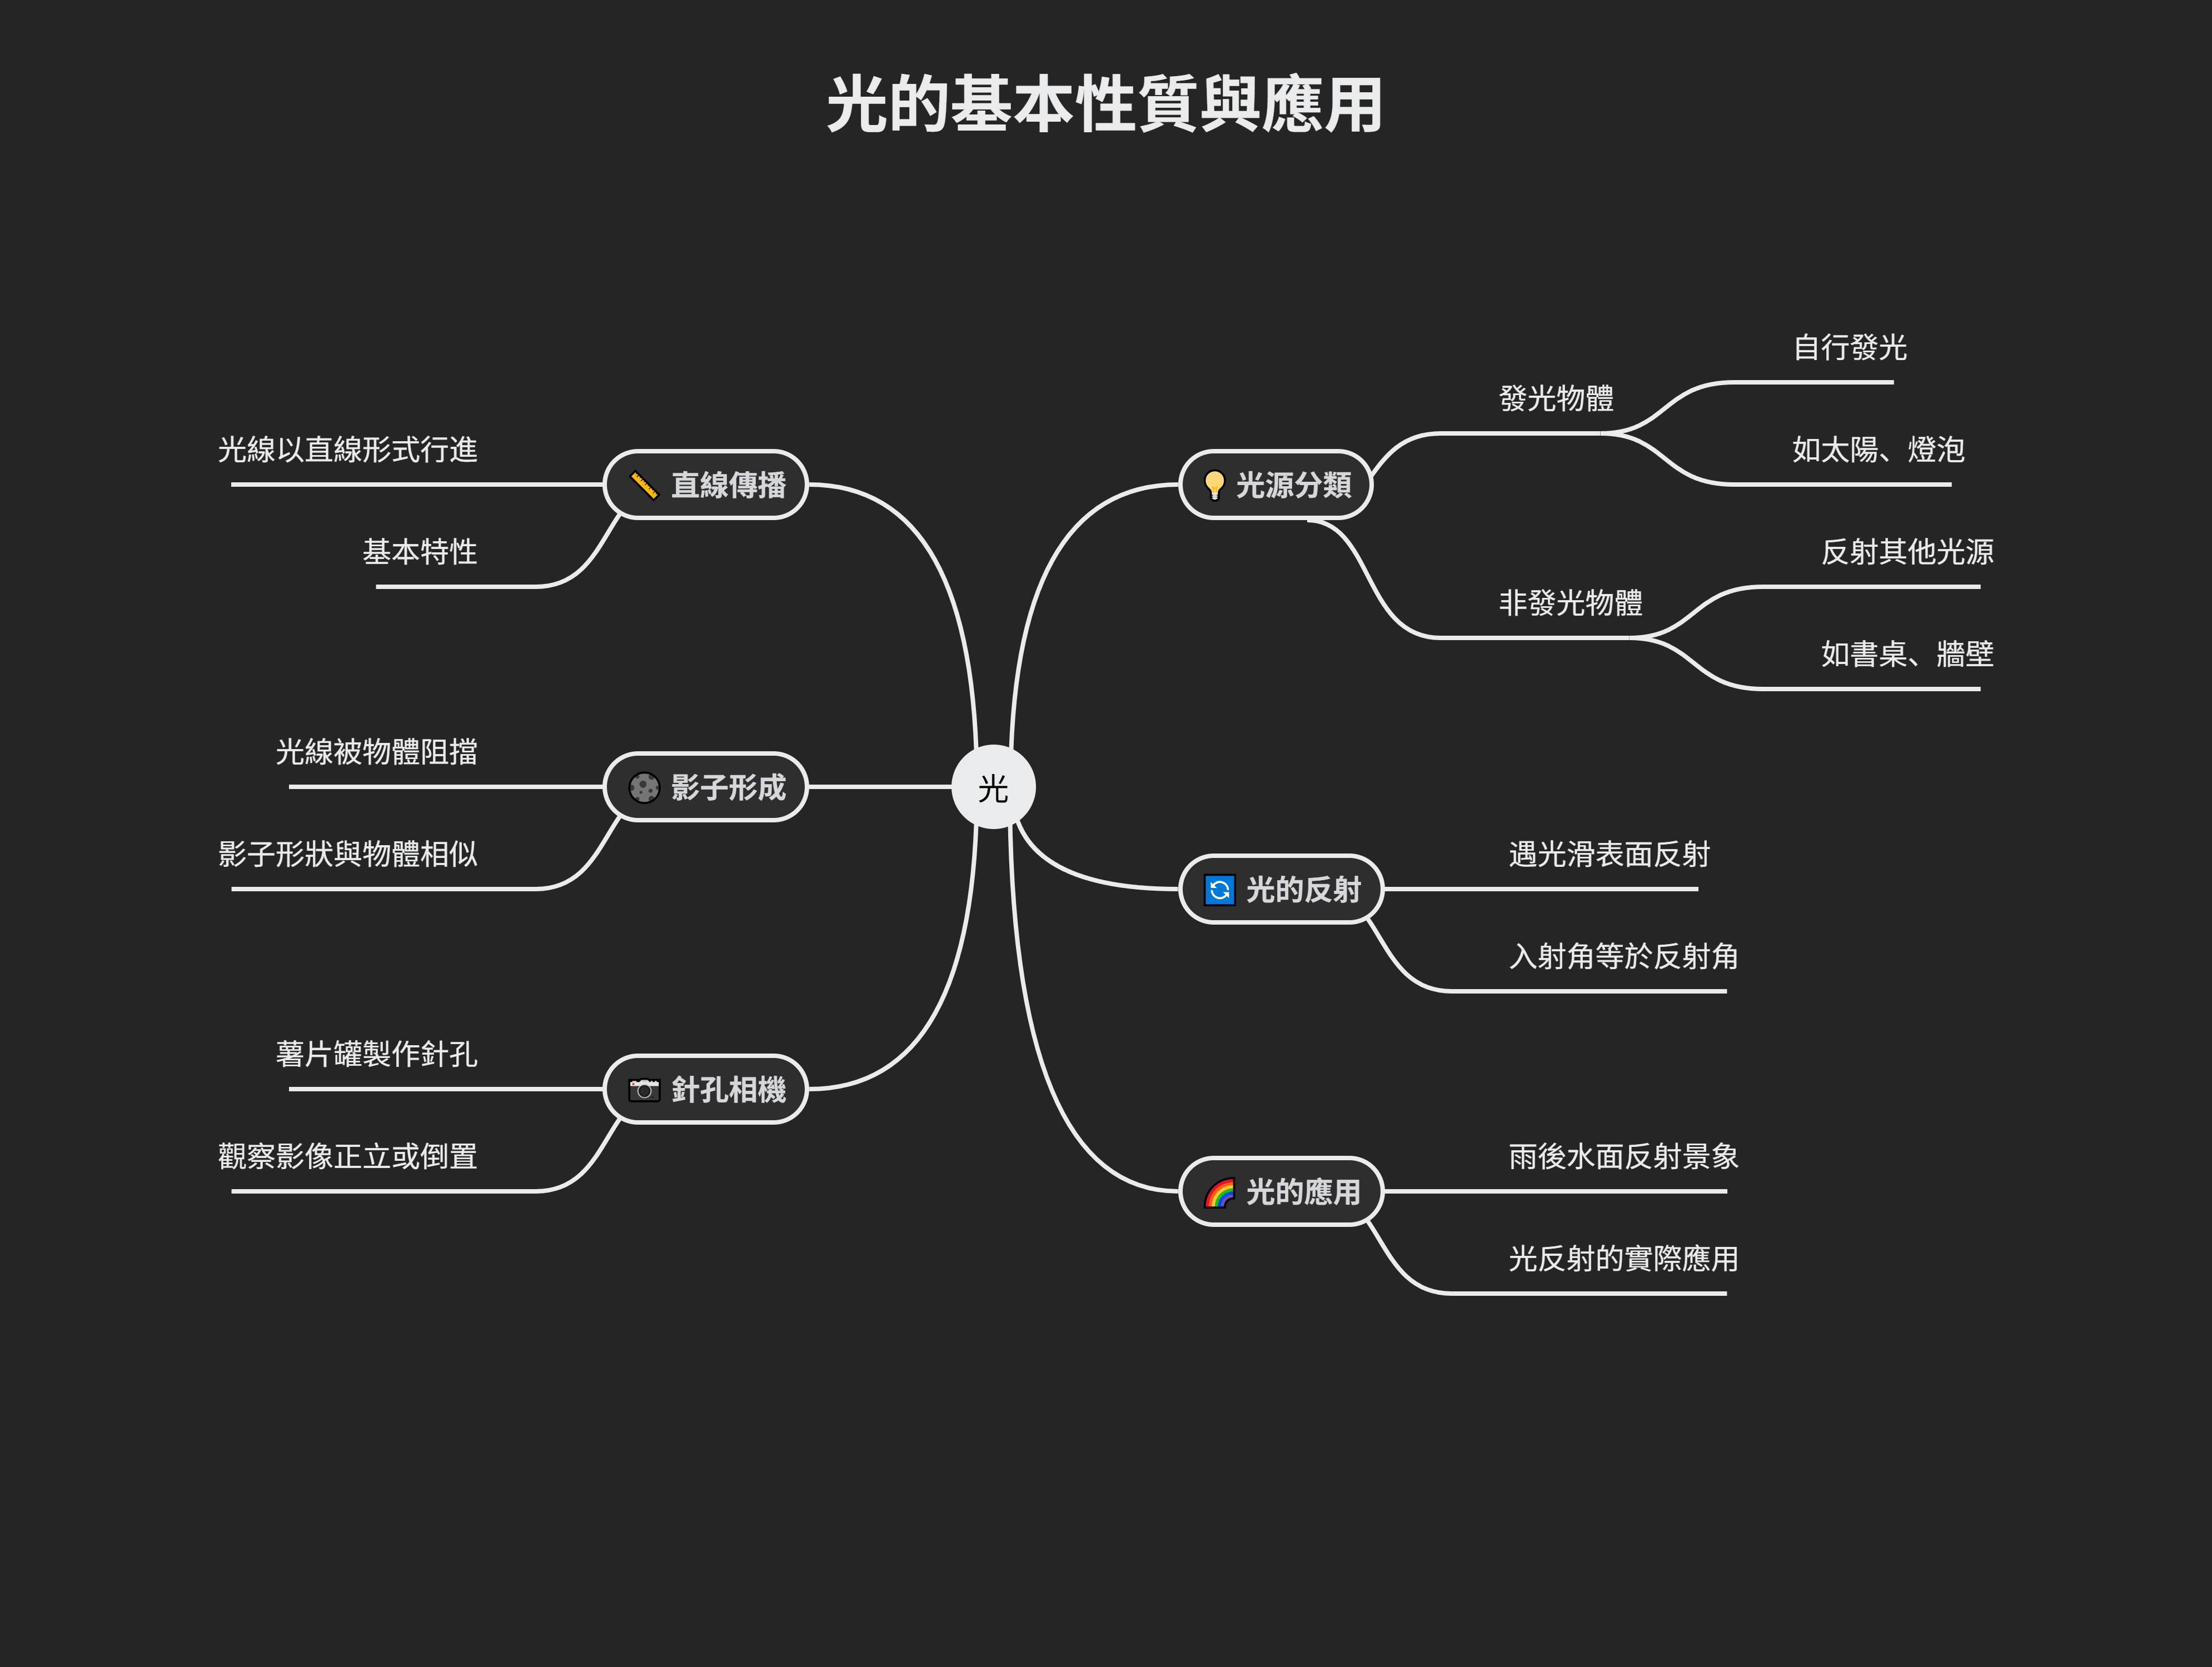 光的基本性質與應用
光
直線傳播
光線以直線形式行進
基本特性
影子形成
光線被物體阻擋
影子形狀與物體相似
針孔相機
薯片罐製作針孔
觀察影像正立或倒置
光源分類
發光物體
自行發光
如太陽、燈泡
非發光物體
反射其他光源
如書桌、牆壁
光的反射
遇光滑表面反射
入射角等於反射角
光的應用
雨後水面反射景象
光反射的實際應用